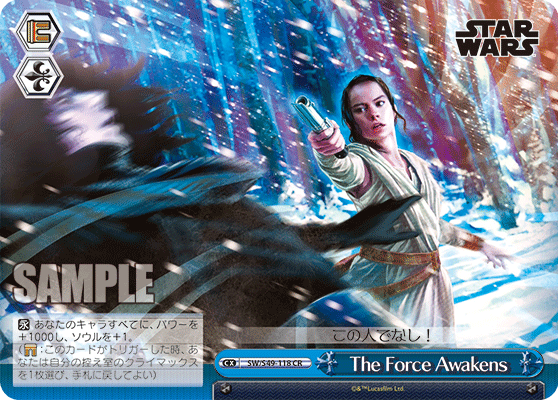 STAR
WARS
SAMPLE
永 あなたのキャラすべてに、パワーを
+1000し、ソウルを+1。
(:このカードがトリガーした時、あ
なたは自分の控え室のクライマックス
を1枚選び、手札に戻してよい)
この人でなし!
CX SW/S49-118 CR The Force Awakens
©&™Lucasfilm Ltd.